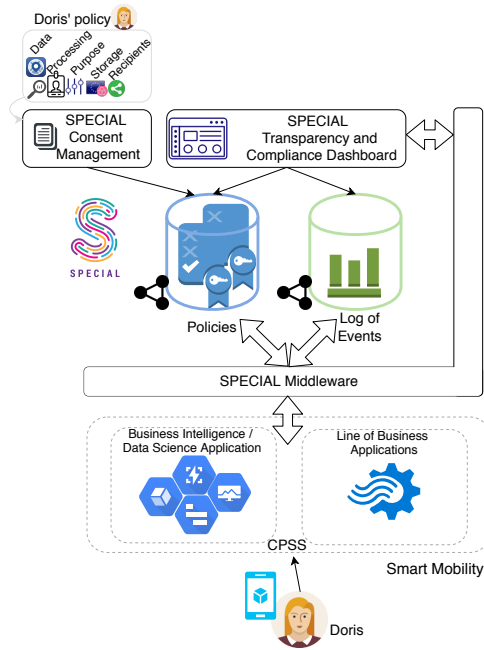 Doris' policy
Data
Processing
Purpose
Storage
Recipients
SPECIAL
Consent
Management
SPECIAL
Transparency and
Compliance Dashboard
SPECIAL
Policies
Log of
Events
SPECIAL Middleware
Business Intelligence /
Data Science Application
Line of Business
Applications
CPSS
Smart Mobility
Doris